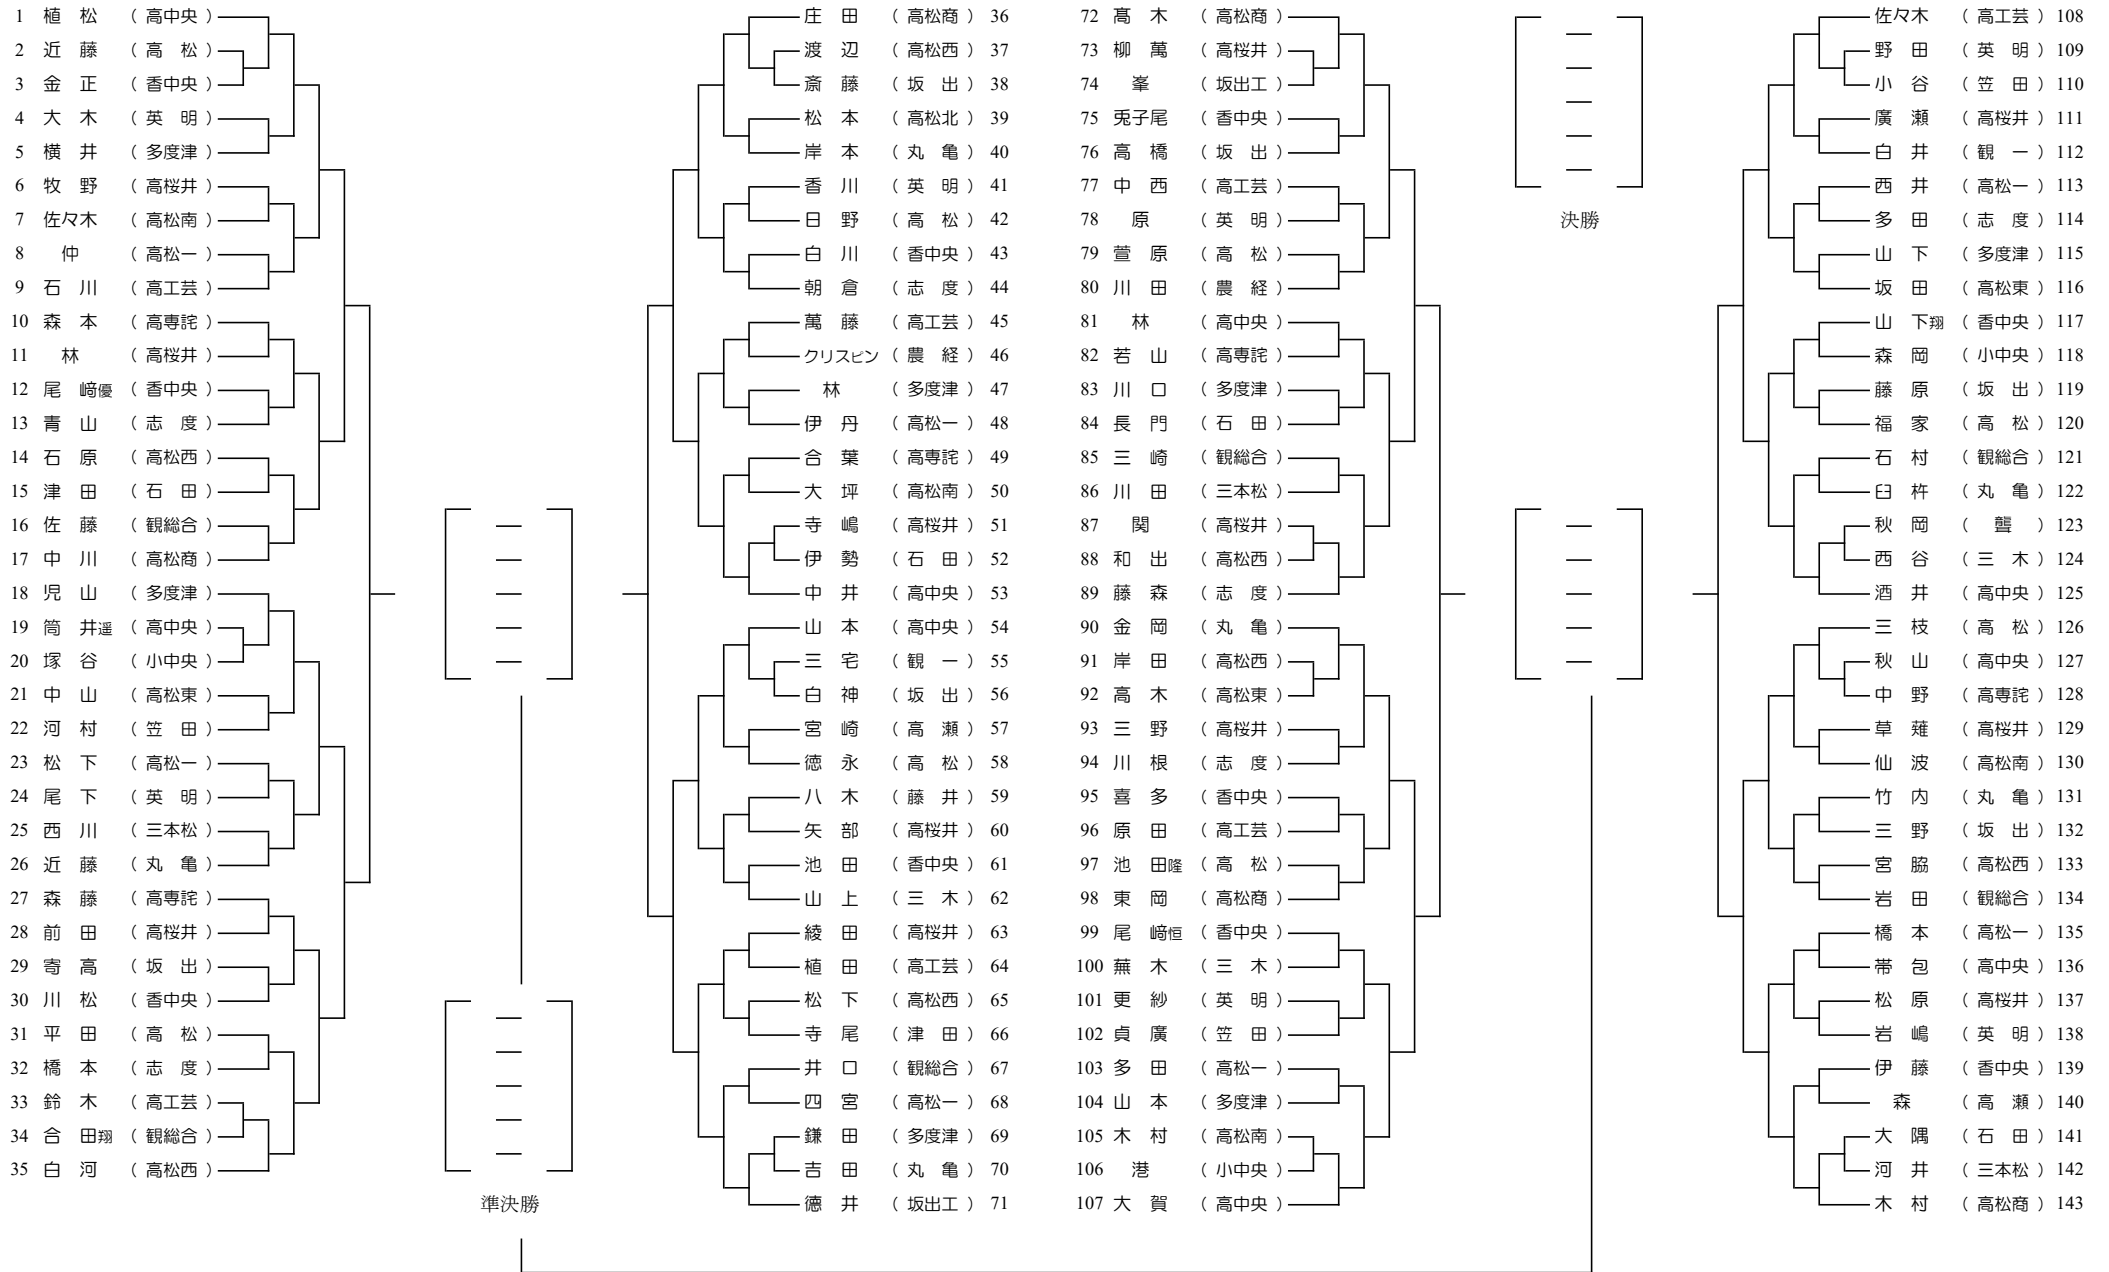 1 植松 (高中央)
2 近藤 (高松)
3 金正 (香中央)
4 大木 (英明)
5 横井 (多度津)
6 牧野 (高桜井)
7 佐々木 (高松南)
8 仲 (高松一)
9 石川 (高工芸)
10 森本 (高専詫)
11 林 (高桜井)
12 尾﨑優 (香中央)
13 青山 (志度)
14 石原 (高松西)
15 津田 (石田)
16 佐藤 (観総合)
17 中川 (高松商)
18 児山 (多度津)
19 筒井遥 (高中央)
20 塚谷 (小中央)
21 中山 (高松東)
22 河村 (笠田)
23 松下 (高松一)
24 尾下 (英明)
25 西川 (三本松)
26 近藤 (丸亀)
27 森藤 (高専詫)
28 前田 (高桜井)
29 寄高 (坂出)
30 川松 (香中央)
31 平田 (高松)
32 橋本 (志度)
33 鈴木 (高工芸)
34 合田翔 (観総合)
35 白河 (高松西)
準決勝
庄田 (高松商) 36
渡辺 (高松西) 37
斎藤 (坂出) 38
松本 (高松北) 39
岸本 (丸亀) 40
香川 (英明) 41
日野 (高松) 42
白川 (香中央) 43
朝倉 (志度) 44
萬藤 (高工芸) 45
クリスピン (農経) 46
林 (多度津) 47
伊丹 (高松一) 48
合葉 (高専詫) 49
大坪 (高松南) 50
寺嶋 (高桜井) 51
伊勢 (石田) 52
中井 (高中央) 53
山本 (高中央) 54
三宅 (観一) 55
白神 (坂出) 56
宮崎 (高瀬) 57
徳永 (高松) 58
八木 (藤井) 59
矢部 (高桜井) 60
池田 (香中央) 61
山上 (三木) 62
綾田 (高桜井) 63
植田 (高工芸) 64
松下 (高松西) 65
寺尾 (津田) 66
井口 (観総合) 67
四宮 (高松一) 68
鎌田 (多度津) 69
吉田 (丸亀) 70
德井 (坂出工) 71
72 髙木 (高松商)
73 柳萬 (高桜井)
74 峯 (坂出工)
75 兎子尾 (香中央)
76 高橋 (坂出)
77 中西 (高工芸)
78 原 (英明)
79 萱原 (高松)
80 川田 (農経)
81 林 (高中央)
82 若山 (高専詫)
83 川口 (多度津)
84 長門 (石田)
85 三崎 (観総合)
86 川田 (三本松)
87 関 (高桜井)
88 和出 (高松西)
89 藤森 (志度)
90 金岡 (丸亀)
91 岸田 (高松西)
92 高木 (高松東)
93 三野 (高桜井)
94 川根 (志度)
95 喜多 (香中央)
96 原田 (高工芸)
97 池田隆 (高松)
98 東岡 (高松商)
99 尾﨑恒 (香中央)
100 蕪木 (三木)
101 更紗 (英明)
102 貞廣 (笠田)
103 多田 (高松一)
104 山本 (多度津)
105 木村 (高松南)
106 港 (小中央)
107 大賀 (高中央)
決勝
佐々木 (高工芸) 108
野田 (英明) 109
小谷 (笠田) 110
廣瀬 (高桜井) 111
白井 (観一) 112
西井 (高松一) 113
多田 (志度) 114
山下 (多度津) 115
坂田 (高松東) 116
山下翔 (香中央) 117
森岡 (小中央) 118
藤原 (坂出) 119
福家 (高松) 120
石村 (観総合) 121
臼杵 (丸亀) 122
秋岡 (聾) 123
西谷 (三木) 124
酒井 (高中央) 125
三枝 (高松) 126
秋山 (高中央) 127
中野 (高専詫) 128
草薙 (高桜井) 129
仙波 (高松南) 130
竹内 (丸亀) 131
三野 (坂出) 132
宮脇 (高松西) 133
岩田 (観総合) 134
橋本 (高松一) 135
帯包 (高中央) 136
松原 (高桜井) 137
岩嶋 (英明) 138
伊藤 (香中央) 139
森 (高瀬) 140
大隅 (石田) 141
河井 (三本松) 142
木村 (高松商) 143